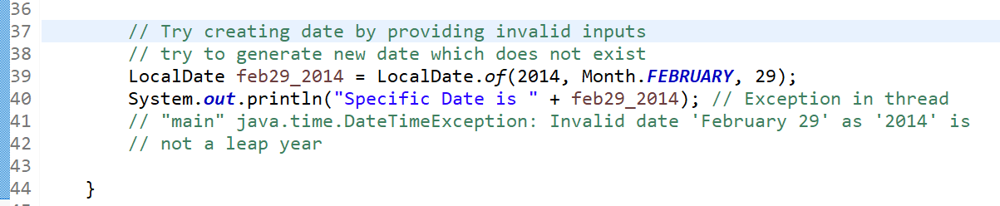 36
37 // Try creating date by providing invalid inputs
38 // try to generate new date which does not exist
39 LocalDate feb29_2014 = LocalDate.of(2014, Month.FEBRUARY, 29);
40 System.out.println("Specific Date is " + feb29_2014); // Exception in thread
41 // "main" java.time.DateTimeException: Invalid date 'February 29' as '2014' is
42 // not a leap year
43
44 }